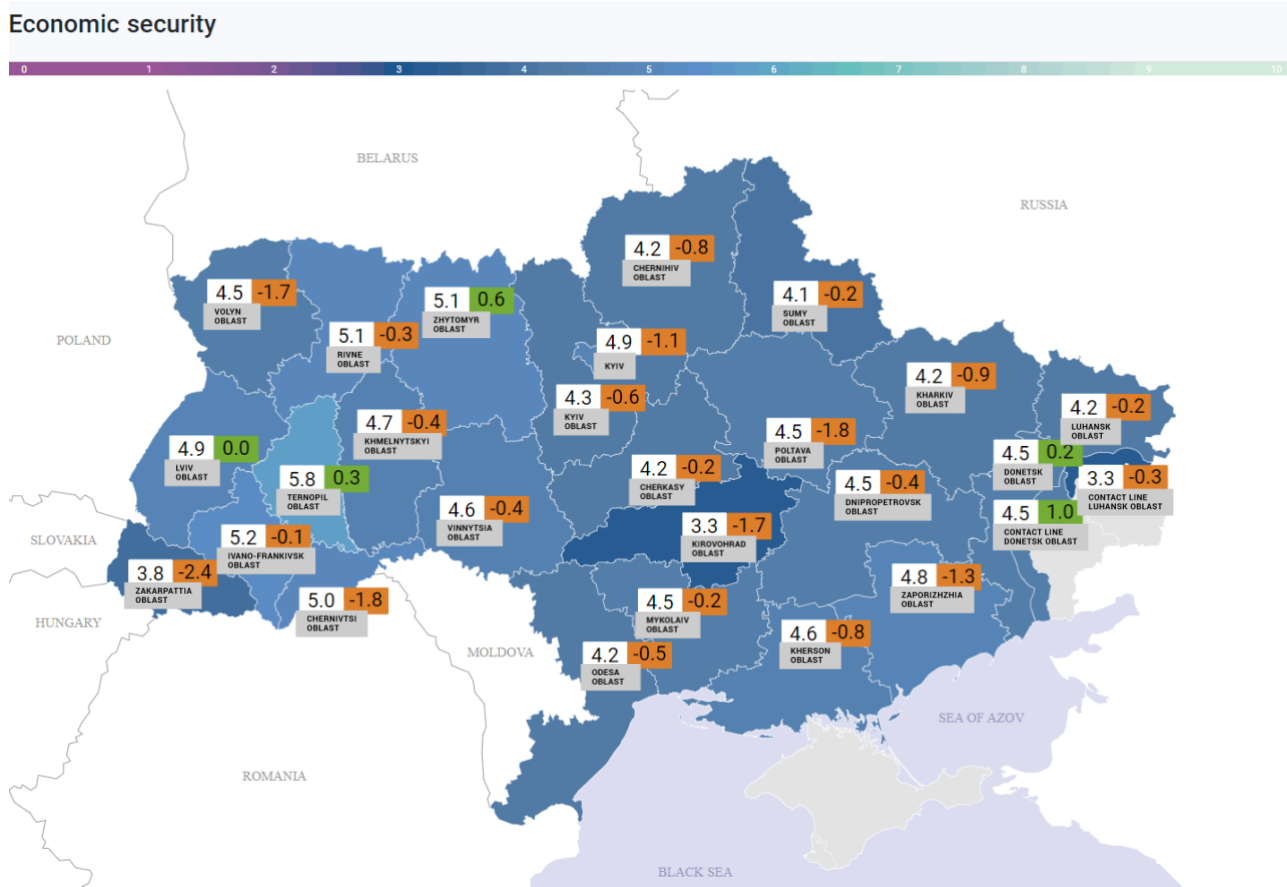 Economic security
0 1 2 3 4 5 6 7 8 9 10
BELARUS
RUSSIA
POLAND
SLOVAKIA
HUNGARY
ROMANIA
MOLDOVA
SEA OF AZOV
BLACK SEA
4.2 -0.8
CHERNIHIV
OBLAST
4.5 -1.7
VOLYN
OBLAST
5.1 0.6
ZHYTOMYR
OBLAST
4.1 -0.2
SUMY
OBLAST
5.1 -0.3
RIVNE
OBLAST
4.9 -1.1
KYIV
4.2 -0.9
KHARKIV
OBLAST
4.3 -0.6
KYIV
OBLAST
4.2 -0.2
LUHANSK
OBLAST
4.7 -0.4
KHMELNYTSKYI
OBLAST
4.5 -1.8
POLTAVA
OBLAST
4.9 0.0
LVIV
OBLAST
4.5 0.2
DONETSK
OBLAST
5.8 0.3
TERNOPIL
OBLAST
4.2 -0.2
CHERKASY
OBLAST
4.5 -0.4
DNIPROPETROVSK
OBLAST
3.3 -0.3
CONTACT LINE
LUHANSK OBLAST
4.6 -0.4
VINNYTSIA
OBLAST
4.5 1.0
CONTACT LINE
DONETSK OBLAST
3.3 -1.7
KIROVOHRAD
OBLAST
5.2 -0.1
IVANO-FRANKIVSK
OBLAST
3.8 -2.4
ZAKARPATTIA
OBLAST
4.8 -1.3
ZAPORIZHZHIA
OBLAST
5.0 -1.8
CHERNIVTSI
OBLAST
4.5 -0.2
MYKOLAIV
OBLAST
4.6 -0.8
KHERSON
OBLAST
4.2 -0.5
ODESA
OBLAST